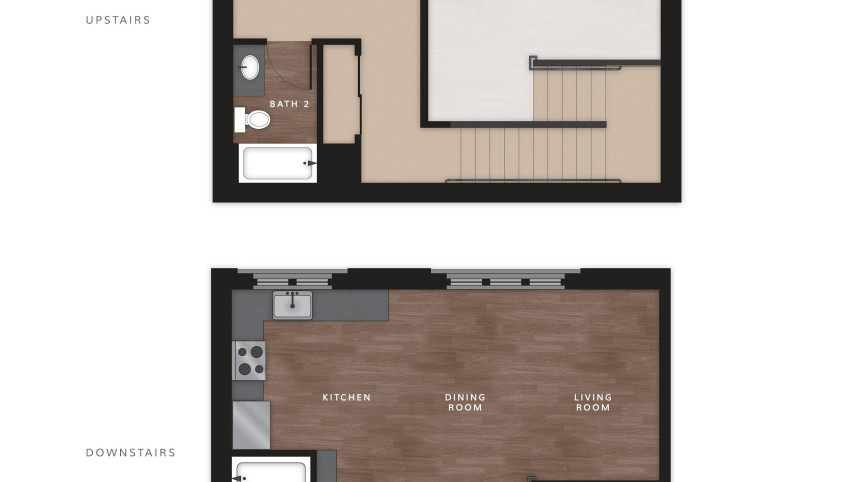 UPSTAIRS
BATH 2
KITCHEN
DINING
ROOM
LIVING
ROOM
DOWNSTAIRS